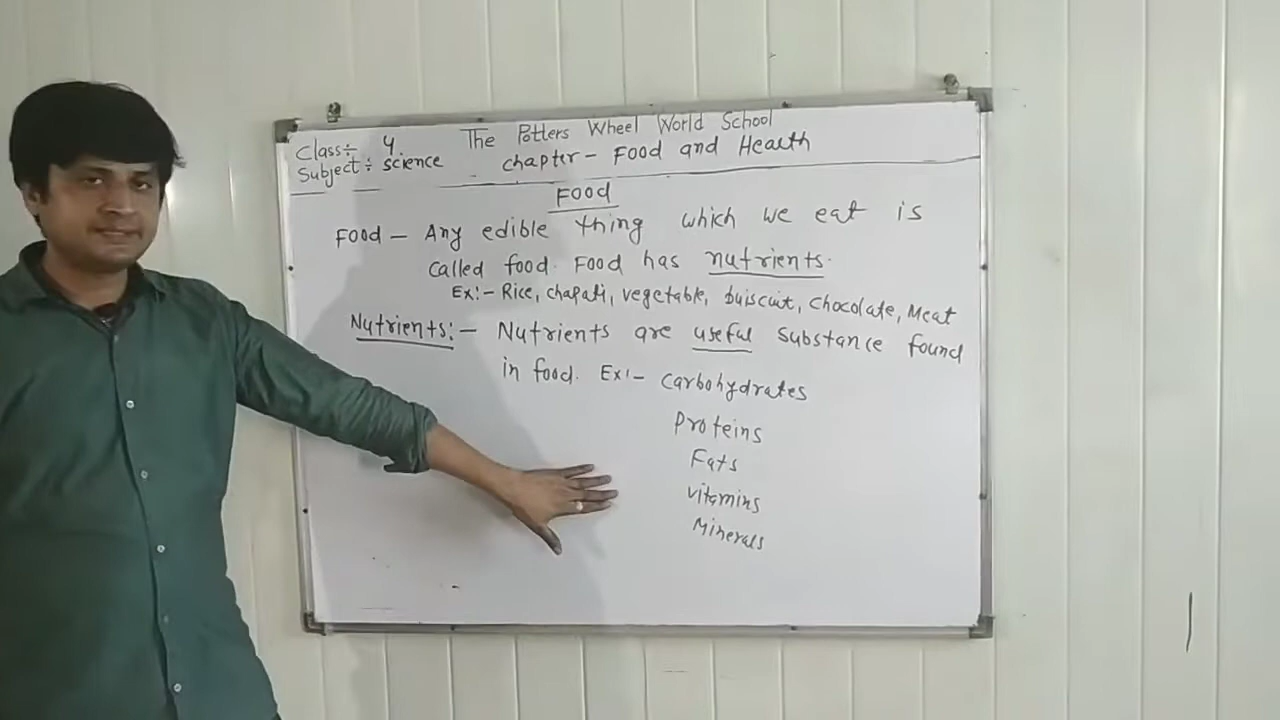 The Potters Wheel World School
Class÷ 4.
Subject÷ science
chapter- Food and Health
Food
Food - Any edible thing which we eat is
called food. Food has nutrients.
Ex:- Rice, chapati, vegetable, buiscuit, chocolate, Meat
Nutrients:- Nutrients are useful substance found
in food. Ex:- carbohydrates
Proteins
Fats
vitamins
Minerals